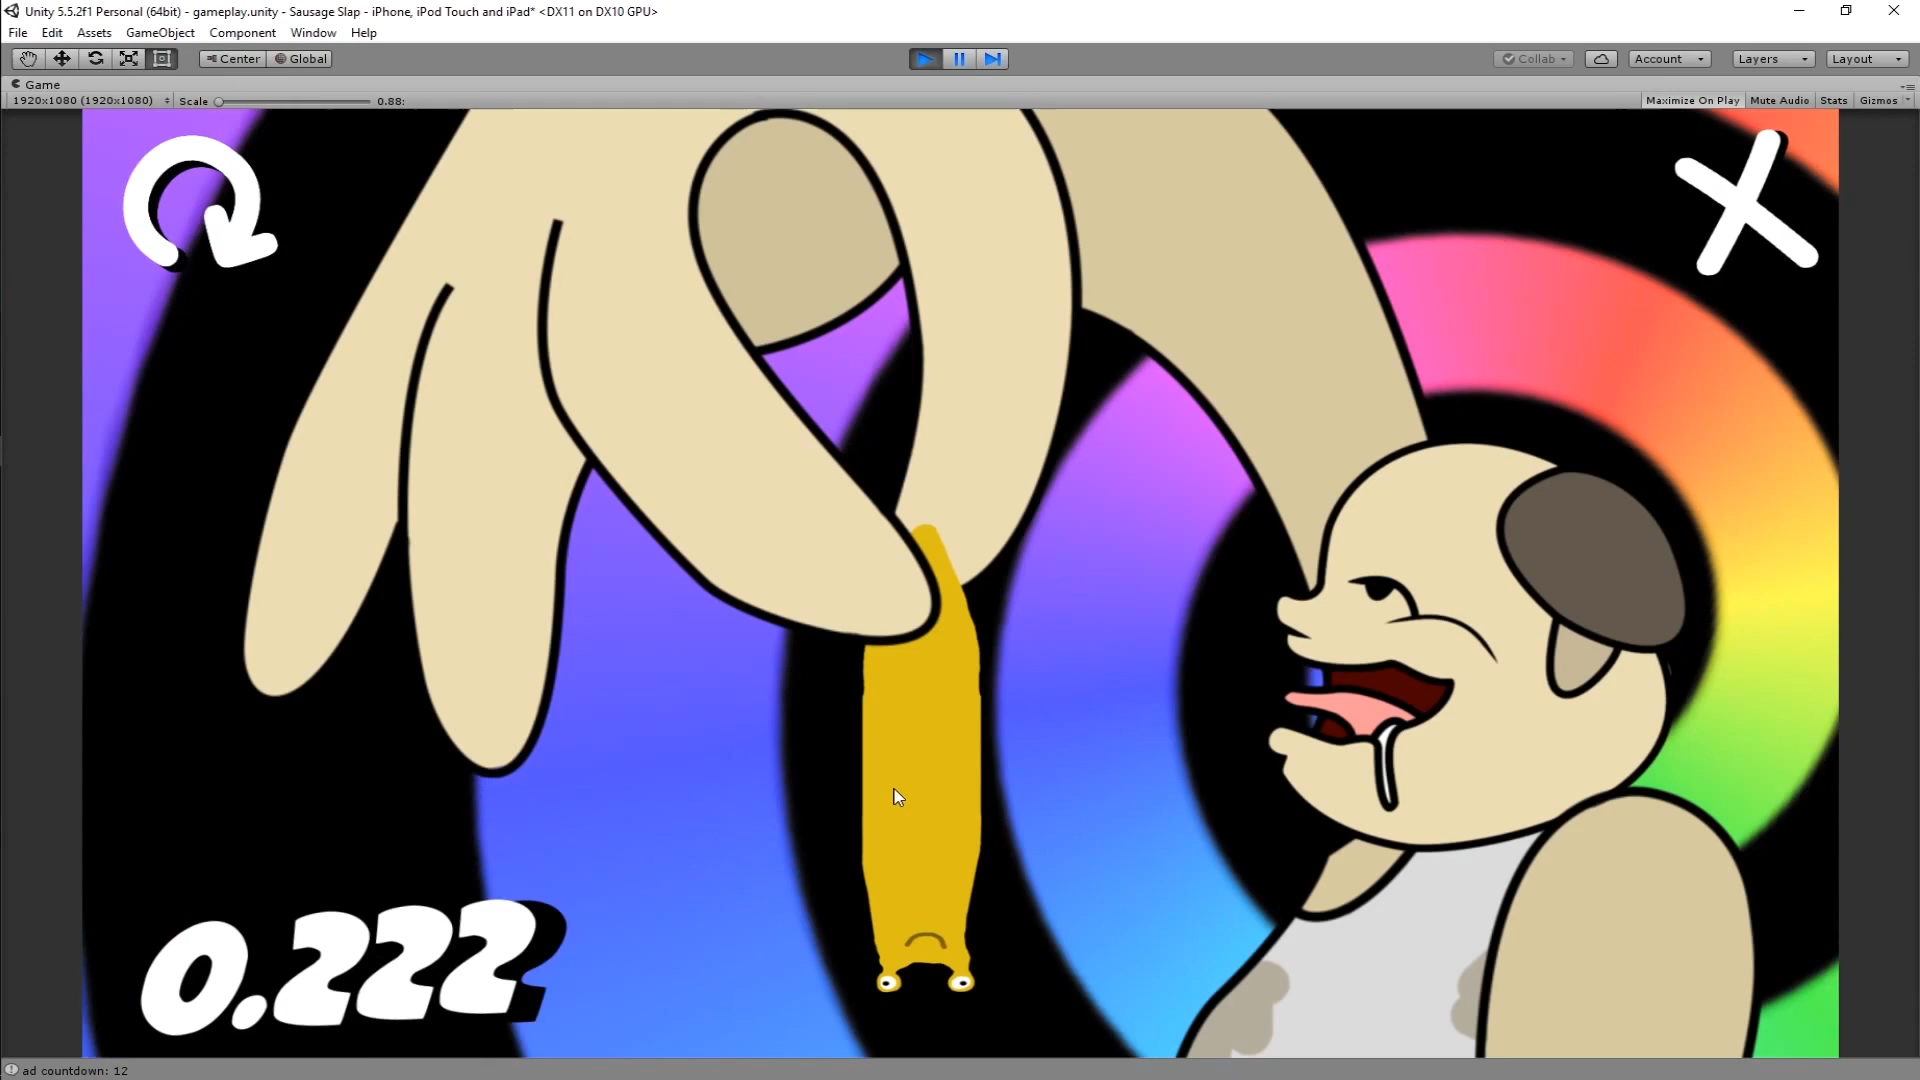 Unity 5.5.2f1 Personal (64bit) - gameplay.unity - Sausage Slap - iPhone, iPod Touch and iPad* <DX11 on DX10 GPU>
File Edit Assets GameObject Component Window Help
Center Global Collab Account Layers Layout
Game
1920x1080 (1920x1080) Scale 0.88: Maximize On Play Mute Audio Stats Gizmos
0.222
ad countdown: 12